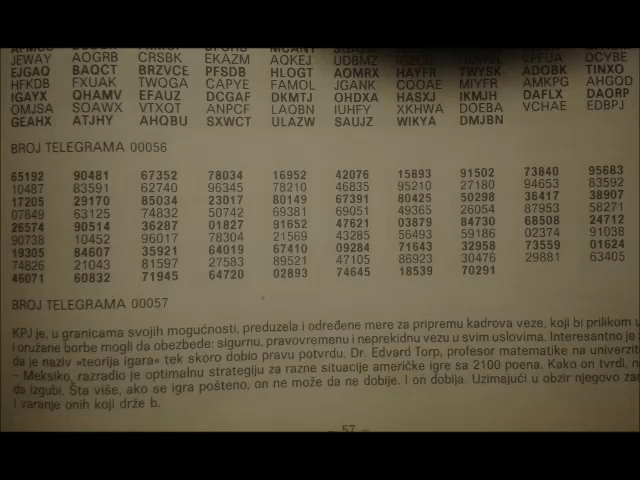 JEWAY AOGRB CRSBK EKAZM AOKEJ UDBMZ DCYBE
EJGAQ BAQCT BRZVCE PFSDB HLOGT AOMRX HAYFR TWYSK ADQBK TINXO
HFKDB FXUAK TWQGA CAPYE FAMOL JGANK COQAE MIYFR AMKPG AHGOD
IGAYX QHAMV EFAUZ DCGAF DKMTJ OHDXA HASXJ IKMJH DAFLX DAORP
OMJSA SOAWX VTXOT ANPCF LAOBN IUHFY XKHWA DOEBA VCHAE EDBPJ
GEAHX ATJHY AHQBU SXWCT ULAZW SAUJZ WIKYA DMJBN
BROJ TELEGRAMA 00056
65192 90481 67352 78034 16952 42076 15893 91502 73840 95683
10487 83591 62740 96345 78210 46835 95210 27180 94653 83592
17205 29170 85034 23017 80149 67391 80425 50298 36417 38907
07849 63125 74832 50742 69381 69051 49365 26054 87953 58271
26574 90514 36287 01827 91652 47621 03879 84730 68508 24712
90738 10452 96017 78304 21569 43285 56493 59186 02374 91038
19305 84607 35921 64019 67410 09284 71643 32958 73559 01624
74826 21043 81597 27583 89521 47105 86923 30476 29881 63405
46071 60832 71945 64720 02893 74645 18539 70291
BROJ TELEGRAMA 00057
KPJ je, u granicama svojih mogućnosti, preduzela i određene mere za pripremu kadrova veze, koji bi prilikom
i oružane borbe mogli da obezbede: sigurnu, pravovremenu i neprekidnu vezu u svim uslovima. Interesantno je
da je naziv »teorija igara« tek skoro dobio pravu potvrdu. Dr. Edvard Torp, profesor matematike na
– Meksiko, razradio je optimalnu strategiju za razne situacije američke igre sa 2100 poena. Kako on tvrdi,
da izgubi. Šta više, ako se igra pošteno, on ne može da ne dobije. I on dobija. Uzimajući u obzir njegovo
i varanje onih koji drže b.
– 57 –